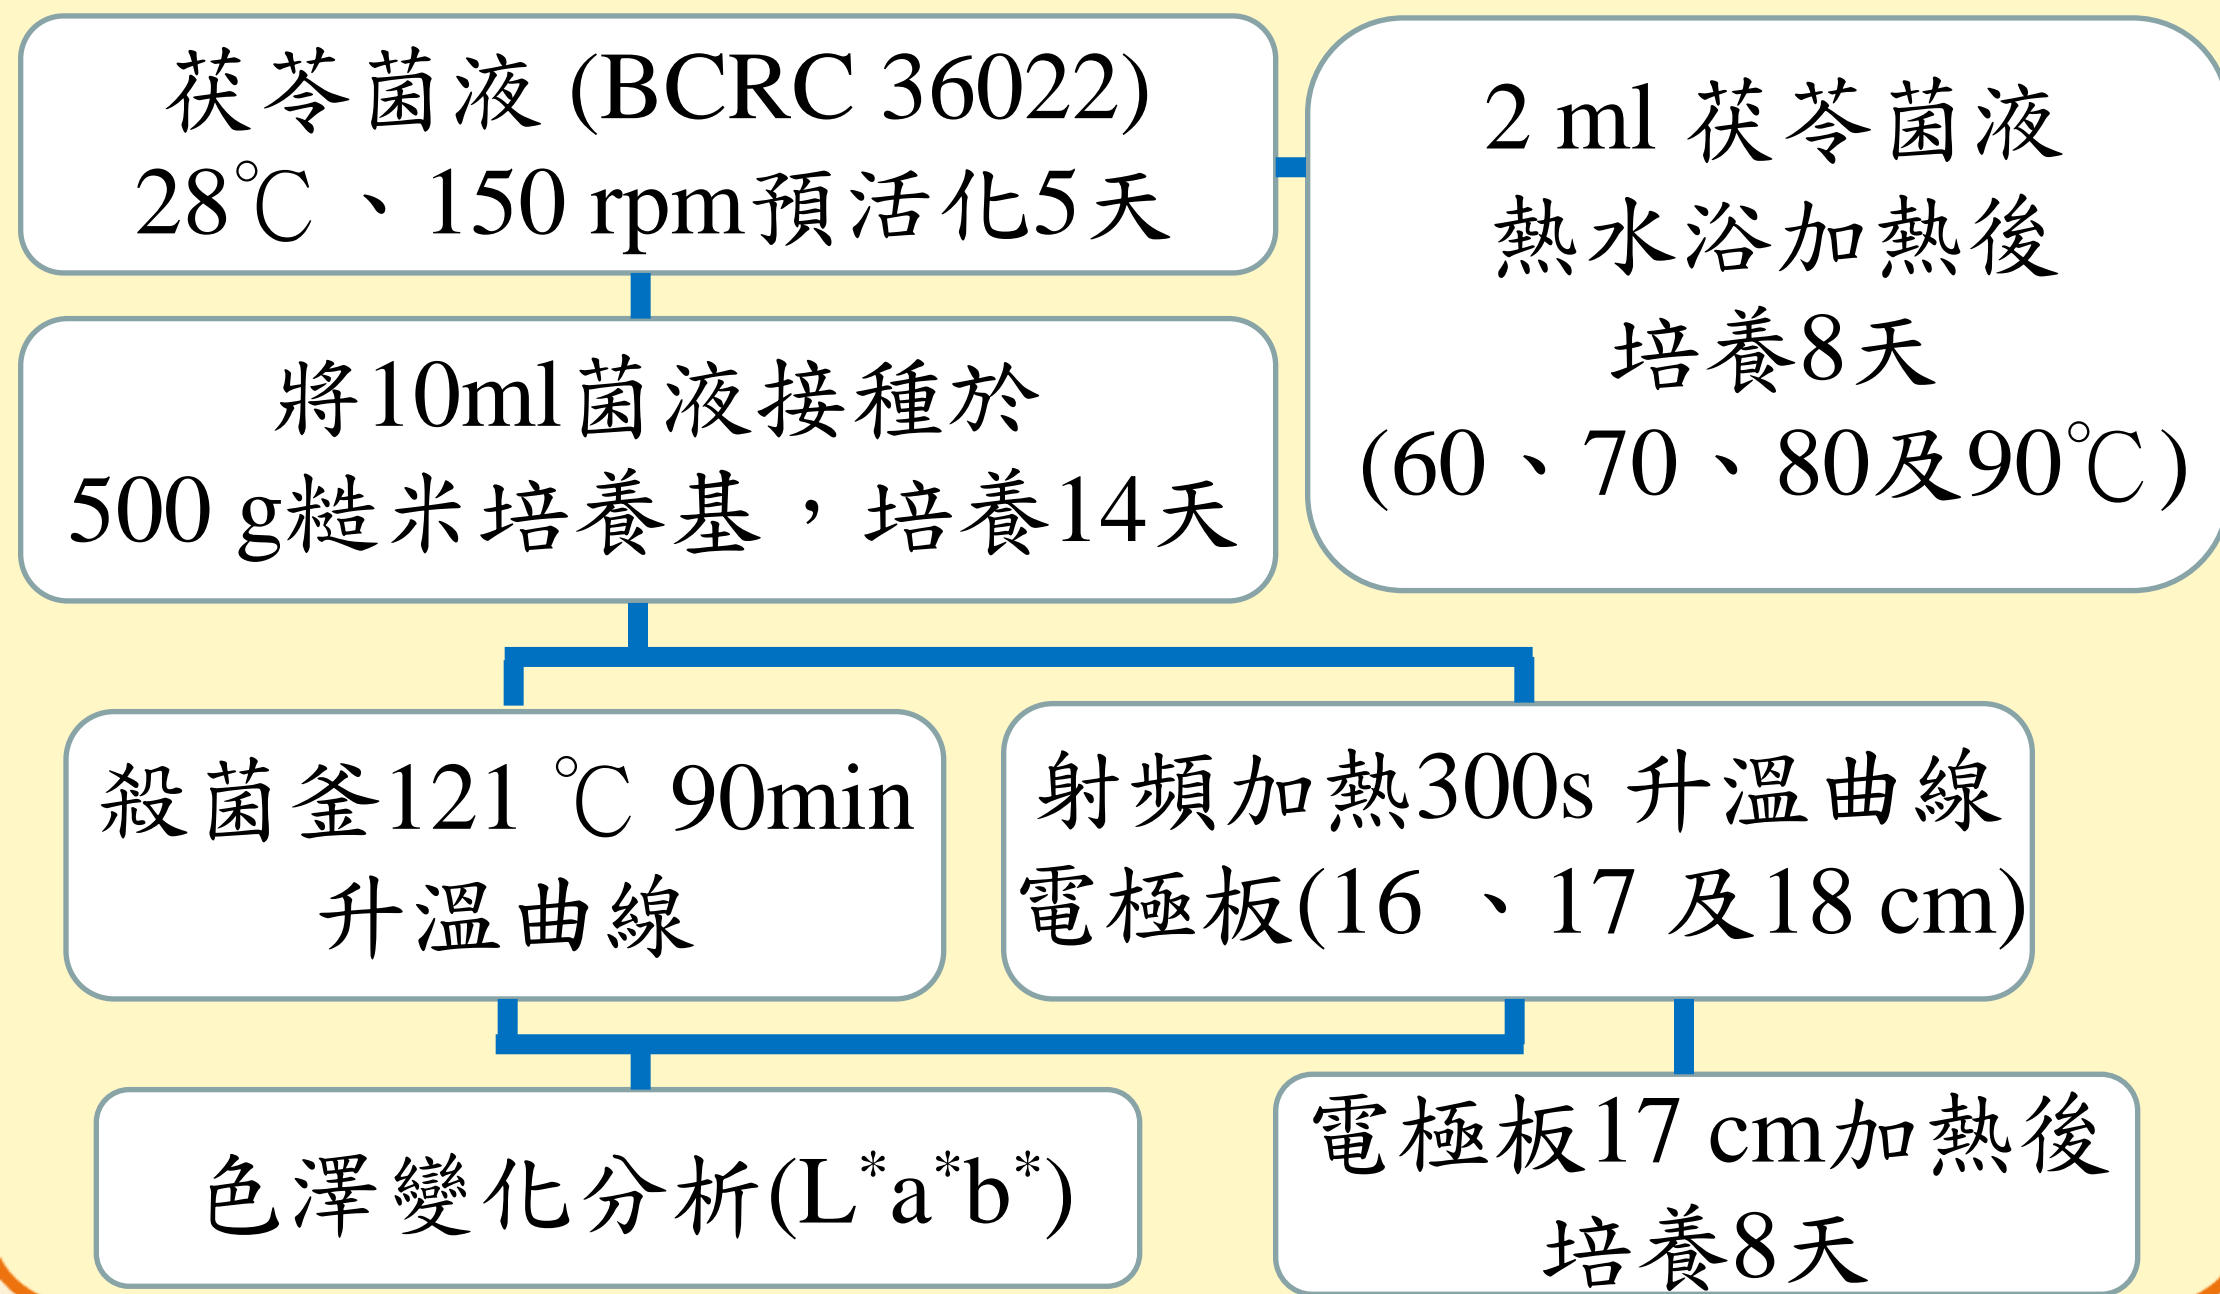 茯苓菌液 (BCRC 36022)
28℃、150 rpm預活化5天
2 ml 茯苓菌液
熱水浴加熱後
培養8天
(60、70、80及90℃)
將10ml菌液接種於
500 g糙米培養基，培養14天
殺菌釜121 ℃ 90min
升溫曲線
射頻加熱300s 升溫曲線
電極板(16 、17 及18 cm)
色澤變化分析(L*a*b*)
電極板17 cm加熱後
培養8天